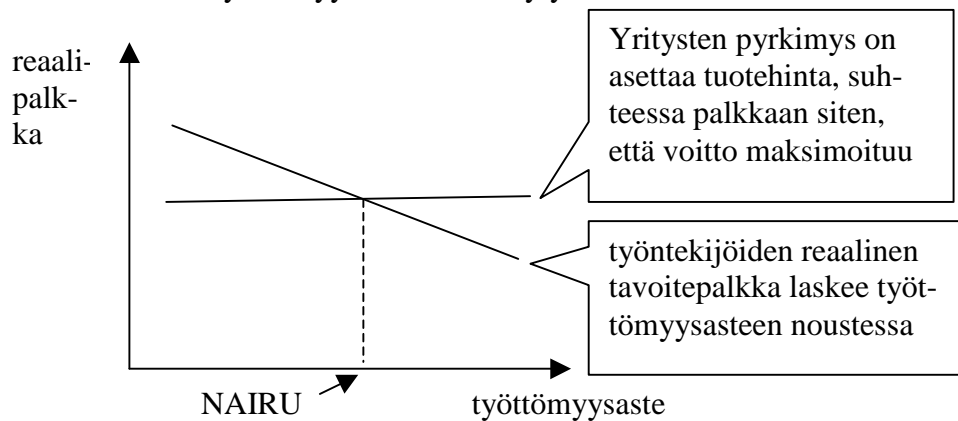 reaali-
palk-
ka
Yritysten pyrkimys on
asettaa tuotehinta, suh-
teessa palkkaan siten,
että voitto maksimoituu
työntekijöiden reaalinen
tavoitepalkka laskee työt-
tömyysasteen noustessa
NAIRU
työttömyysaste